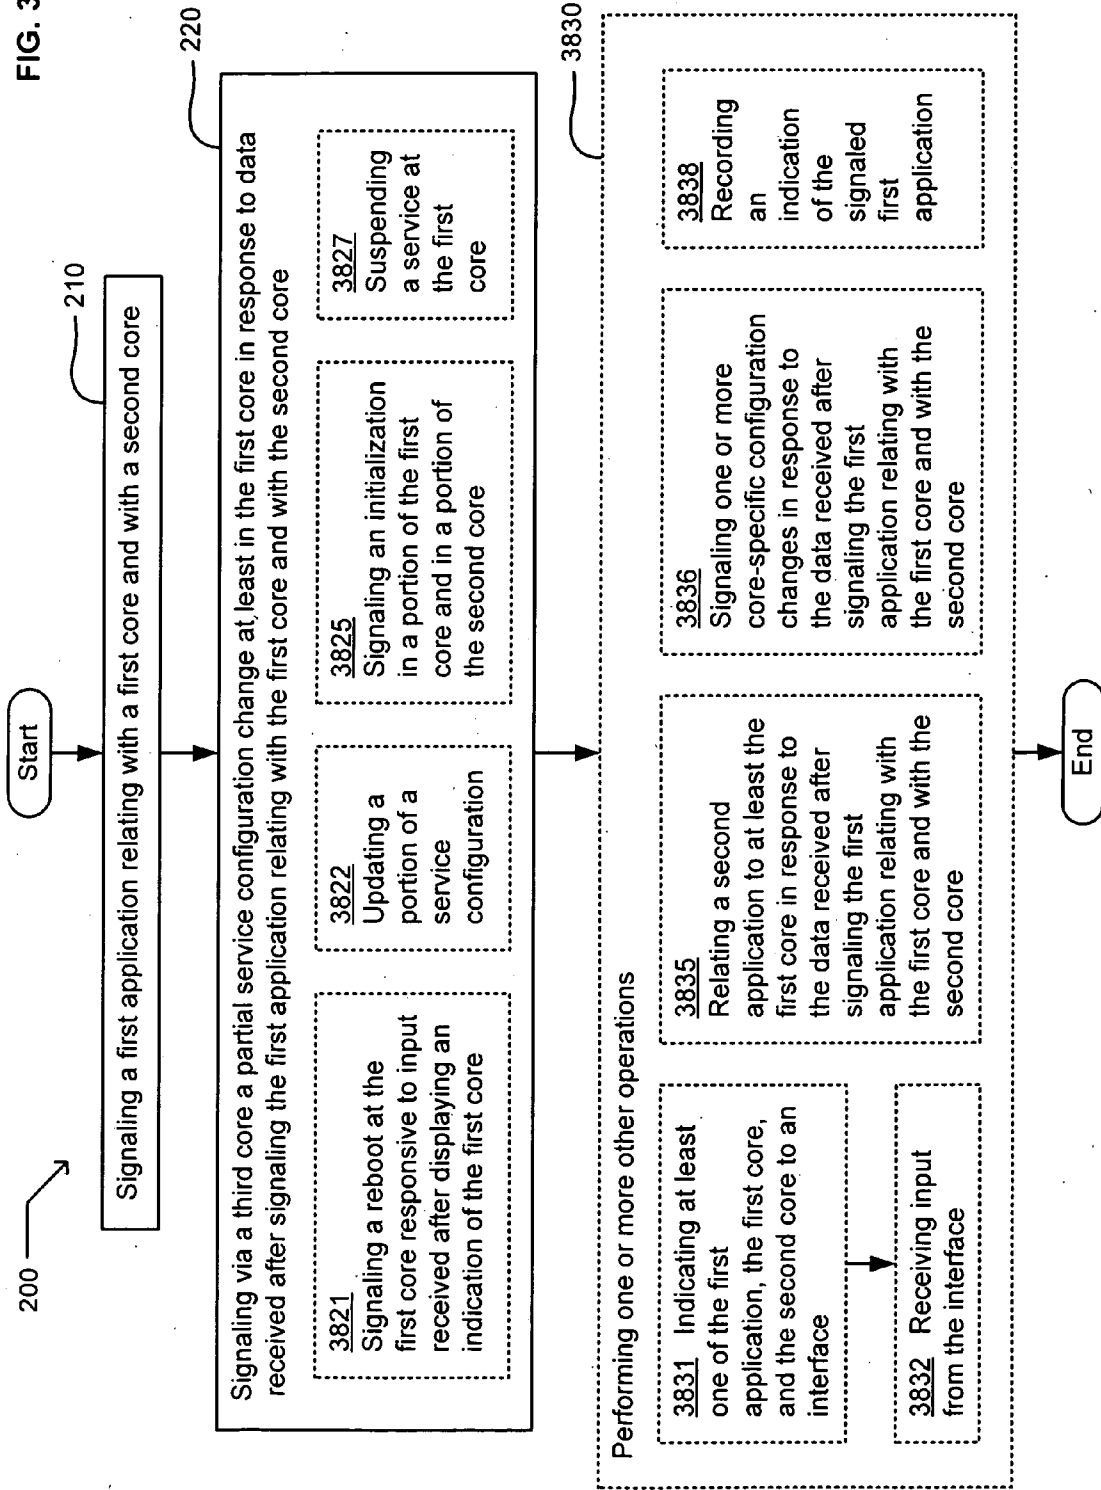 FIG. 3
200
Start
210
Signaling a first application relating with a first core and with a second core
220
Signaling via a third core a partial service configuration change at least in the first core in response to data
received after signaling the first application relating with the first core and with the second core
3821
Signaling a reboot at the
first core responsive to input
received after displaying an
indication of the first core
3822
Updating a
portion of a
service
configuration
3825
Signaling an initialization
in a portion of the first
core and in a portion of
the second core
3827
Suspending
a service at
the first
core
3830
Performing one or more other operations
3831 Indicating at least
one of the first
application, the first core,
and the second core to an
interface
3832 Receiving input
from the interface
3835
Relating a second
application to at least the
first core in response to
the data received after
signaling the first
application relating with
the first core and with the
second core
3836
Signaling one or more
core-specific configuration
changes in response to
the data received after
signaling the first
application relating with
the first core and with the
second core
3838
Recording
an
indication
of the
signaled
first
application
End